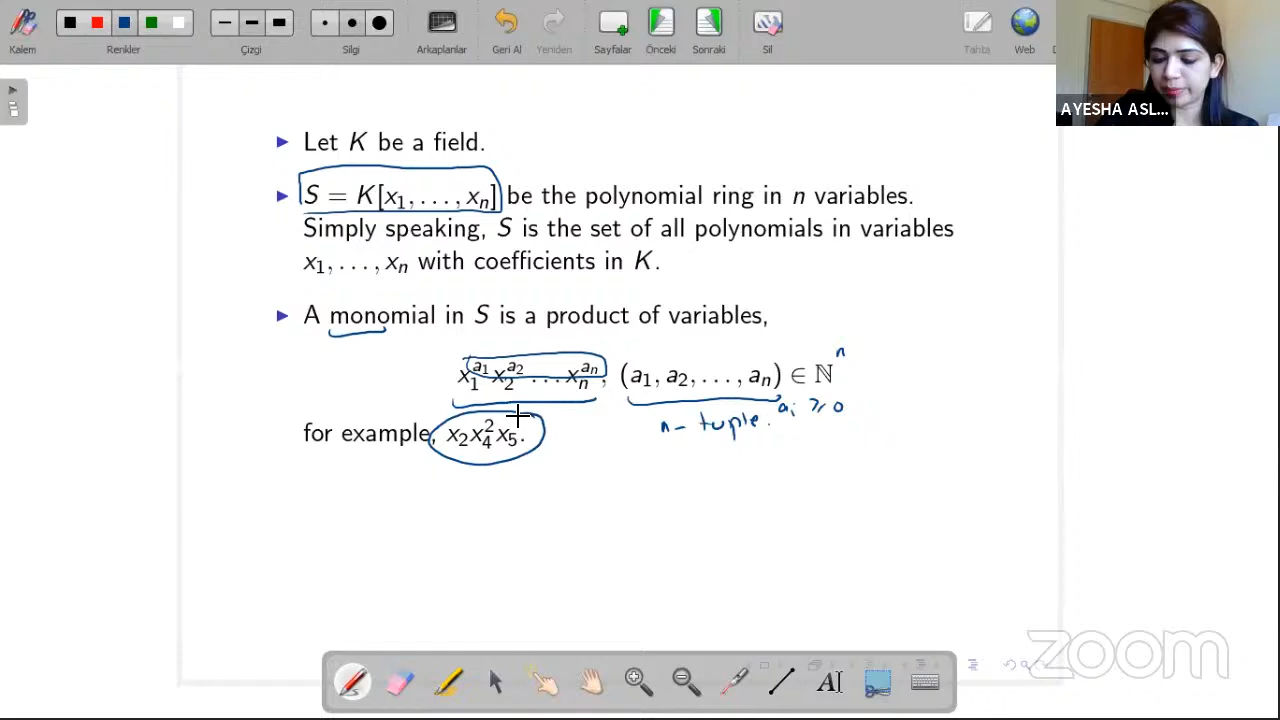 Kalem Renkler Çizgi Silgi Arkaplanlar Geri Al Yeniden Sayfalar Önceki Sonraki Sil Tahta Web
AYESHA ASL...
▶ Let K be a field.
▶ S = K[x₁, . . . , xₙ] be the polynomial ring in n variables.
Simply speaking, S is the set of all polynomials in variables
x₁, . . . , xₙ with coefficients in K.
▶ A monomial in S is a product of variables,
x₁^{a₁} x₂^{a₂} . . . xₙ^{aₙ}, (a₁, a₂, . . . , aₙ) ∈ ℕ^n
n - tuple. aᵢ ⩾ 0
for example, x₂x₄²x₅.
zoom